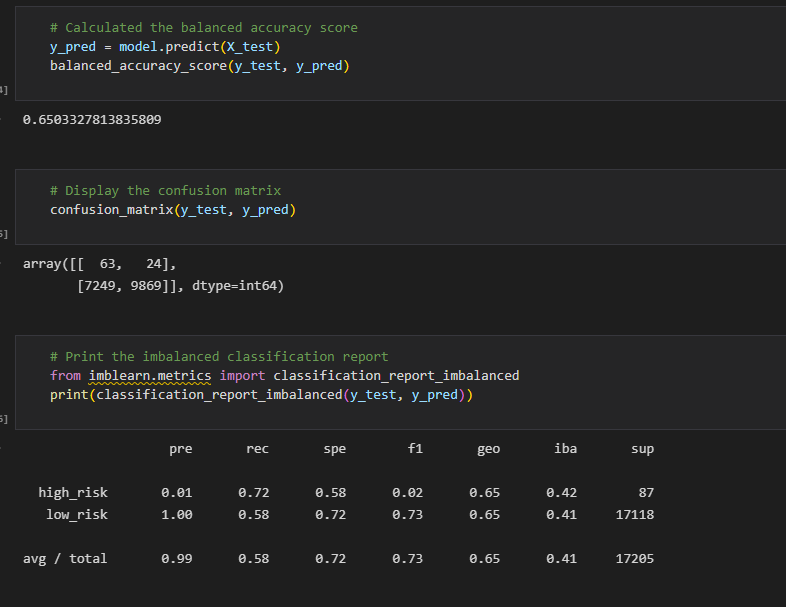 # Calculated the balanced accuracy score
y_pred = model.predict(X_test)
balanced_accuracy_score(y_test, y_pred)
0.6503327813835809
# Display the confusion matrix
confusion_matrix(y_test, y_pred)
array([[  63,   24],
       [7249, 9869]], dtype=int64)
# Print the imbalanced classification report
from imblearn.metrics import classification_report_imbalanced
print(classification_report_imbalanced(y_test, y_pred))
pre rec spe f1 geo iba sup
high_risk 0.01 0.72 0.58 0.02 0.65 0.42 87
low_risk 1.00 0.58 0.72 0.73 0.65 0.41 17118
avg / total 0.99 0.58 0.72 0.73 0.65 0.41 17205